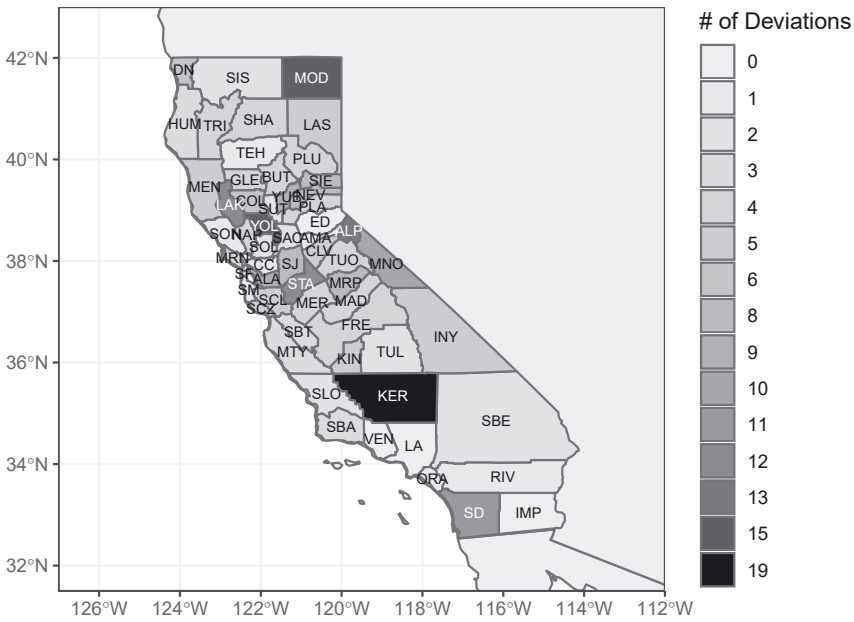 # of Deviations
0
1
2
3
4
5
6
8
9
10
11
12
13
15
19
42°N
40°N
38°N
36°N
34°N
32°N
126°W
124°W
122°W
120°W
118°W
116°W
114°W
112°W
DN
SIS
MOD
HUM
TRI
SHA
LAS
TEH
PLU
MEN
GLE
BUT
SIE
LAK
COL
SUT
YUB
NEV
PLA
SON
NAP
YOL
SAC
ED
AMA
ALP
SOL
CLV
MRN
CC
SJ
TUO
MNO
SF
ALA
STA
MRP
SM
SCL
MER
MAD
SCZ
SBT
FRE
INY
MTY
KIN
TUL
SLO
KER
SBE
SBA
VEN
LA
ORA
RIV
SD
IMP